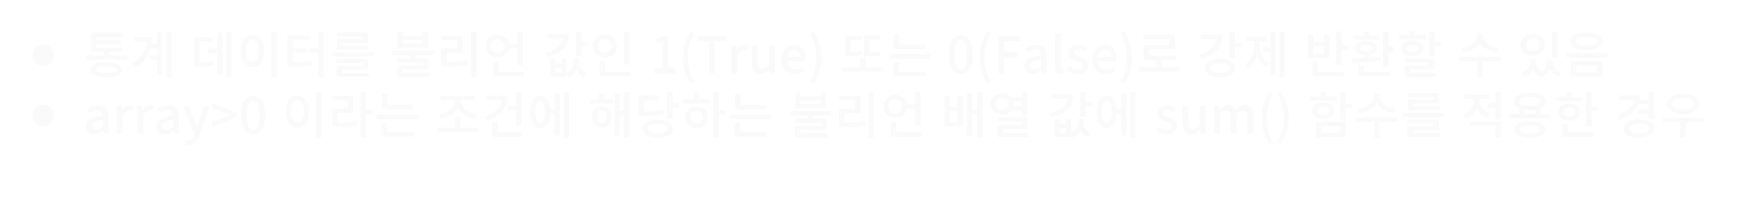 • 통계 데이터를 불리언 값인 1(True) 또는 0(False)로 강제 반환할 수 있음
• array>0 이라는 조건에 해당하는 불리언 배열 값에 sum() 함수를 적용한 경우